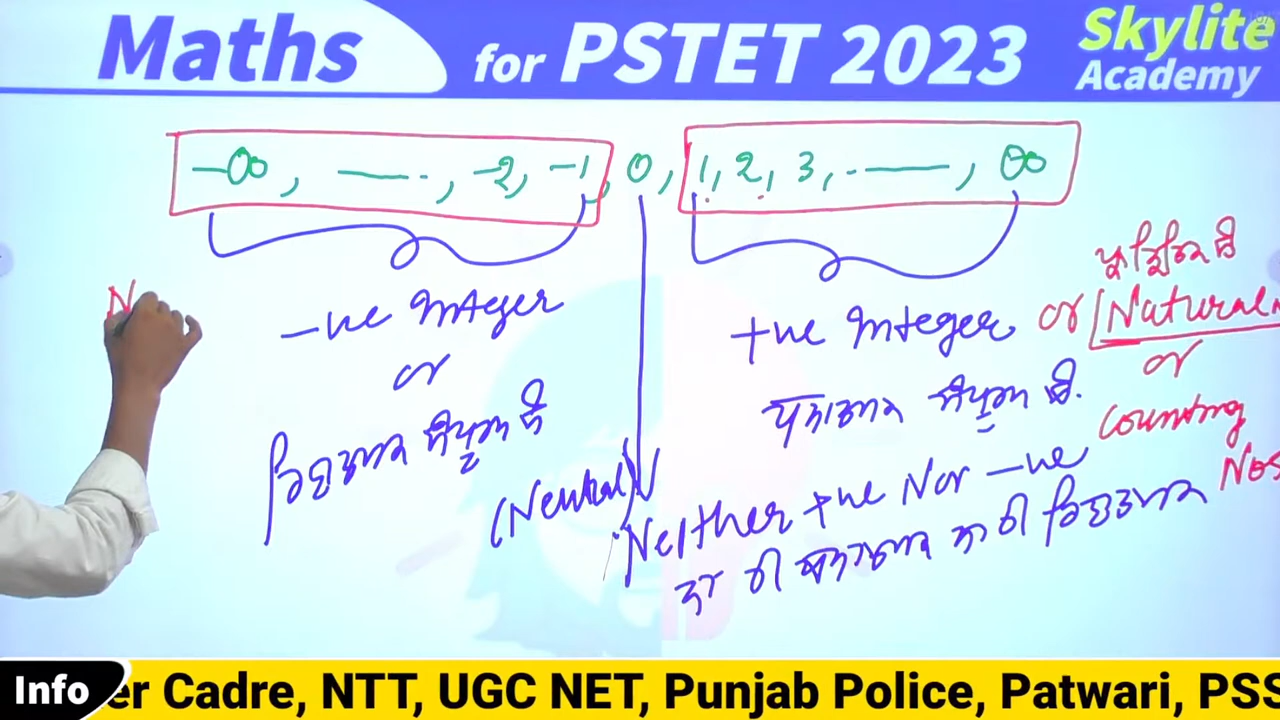 Maths for PSTET 2023
Skylite
Academy
-∞, ——., -2, -1, 0, 1, 2, 3, .——, ∞
-ve Integer
or
ਰਿਣਾਤਮਕ ਸੰਪੂਰਨ ਸੰ
(Neutral)
+ve Integer or Natural
ਪ੍ਰਾਕ੍ਰਿਤਿਕ ਸੰ
or
ਧਨਾਤਮਕ ਸੰਪੂਰਨ ਸੰ.
Counting
Nos
Neither +ve Nor -ve
ਨਾ ਹੀ ਧਨਾਤਮਕ ਨਾ ਹੀ ਰਿਣਾਤਮਕ
N
Info
er Cadre, NTT, UGC NET, Punjab Police, Patwari, PSS